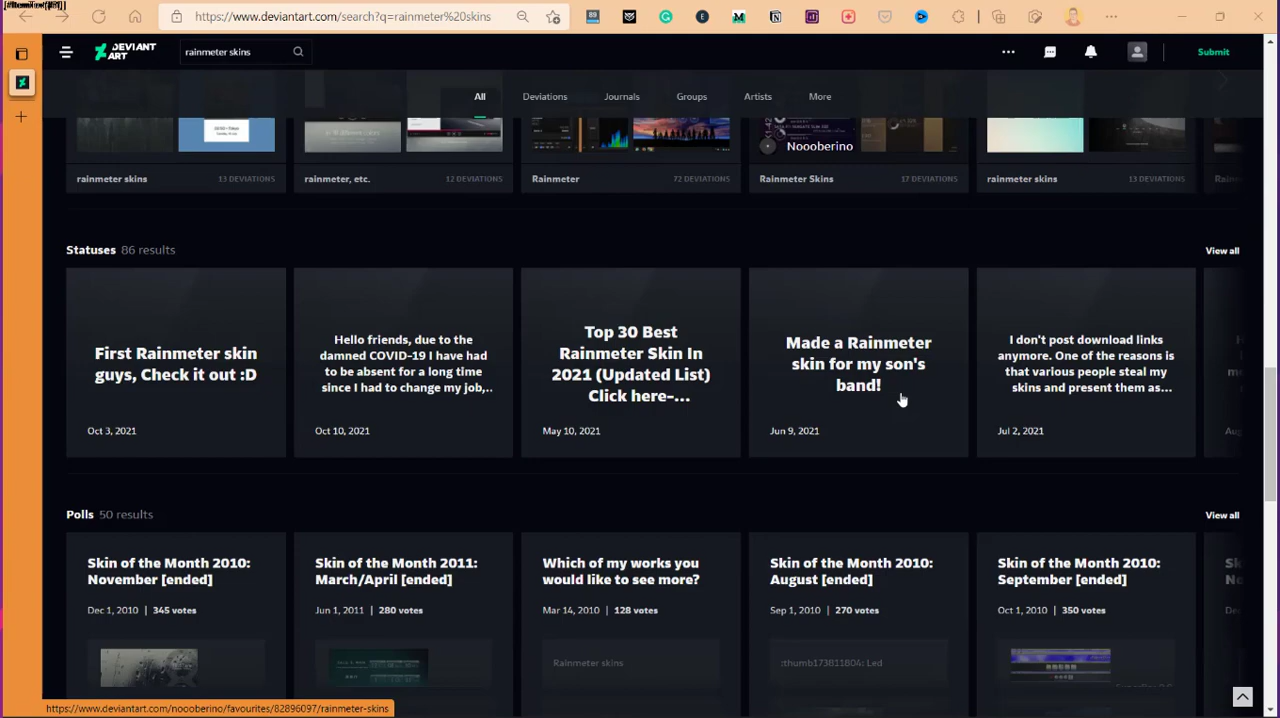 https://www.deviantart.com/search?q=rainmeter%20skins
89
DEVIANT
ART
rainmeter skins
Submit
All
Deviations
Journals
Groups
Artists
More
Noooberino
rainmeter skins
13 DEVIATIONS
rainmeter, etc.
12 DEVIATIONS
Rainmeter
72 DEVIATIONS
Rainmeter Skins
17 DEVIATIONS
rainmeter skins
13 DEVIATIONS
Statuses 86 results
View all
First Rainmeter skin
guys, Check it out :D
Oct 3, 2021
Hello friends, due to the
damned COVID-19 I have had
to be absent for a long time
since I had to change my job,..
Oct 10, 2021
Top 30 Best
Rainmeter Skin In
2021 (Updated List)
Click here-...
May 10, 2021
Made a Rainmeter
skin for my son's
band!
Jun 9, 2021
I don't post download links
anymore. One of the reasons is
that various people steal my
skins and present them as...
Jul 2, 2021
Polls 50 results
View all
Skin of the Month 2010:
November [ended]
Dec 1, 2010 | 345 votes
Skin of the Month 2011:
March/April [ended]
Jun 1, 2011 | 280 votes
Which of my works you
would like to see more?
Mar 14, 2010 | 128 votes
Rainmeter skins
Skin of the Month 2010:
August [ended]
Sep 1, 2010 | 270 votes
:thumb173811804: Led
Skin of the Month 2010:
September [ended]
Oct 1, 2010 | 350 votes
https://www.deviantart.com/noooberino/favourites/82896097/rainmeter-skins